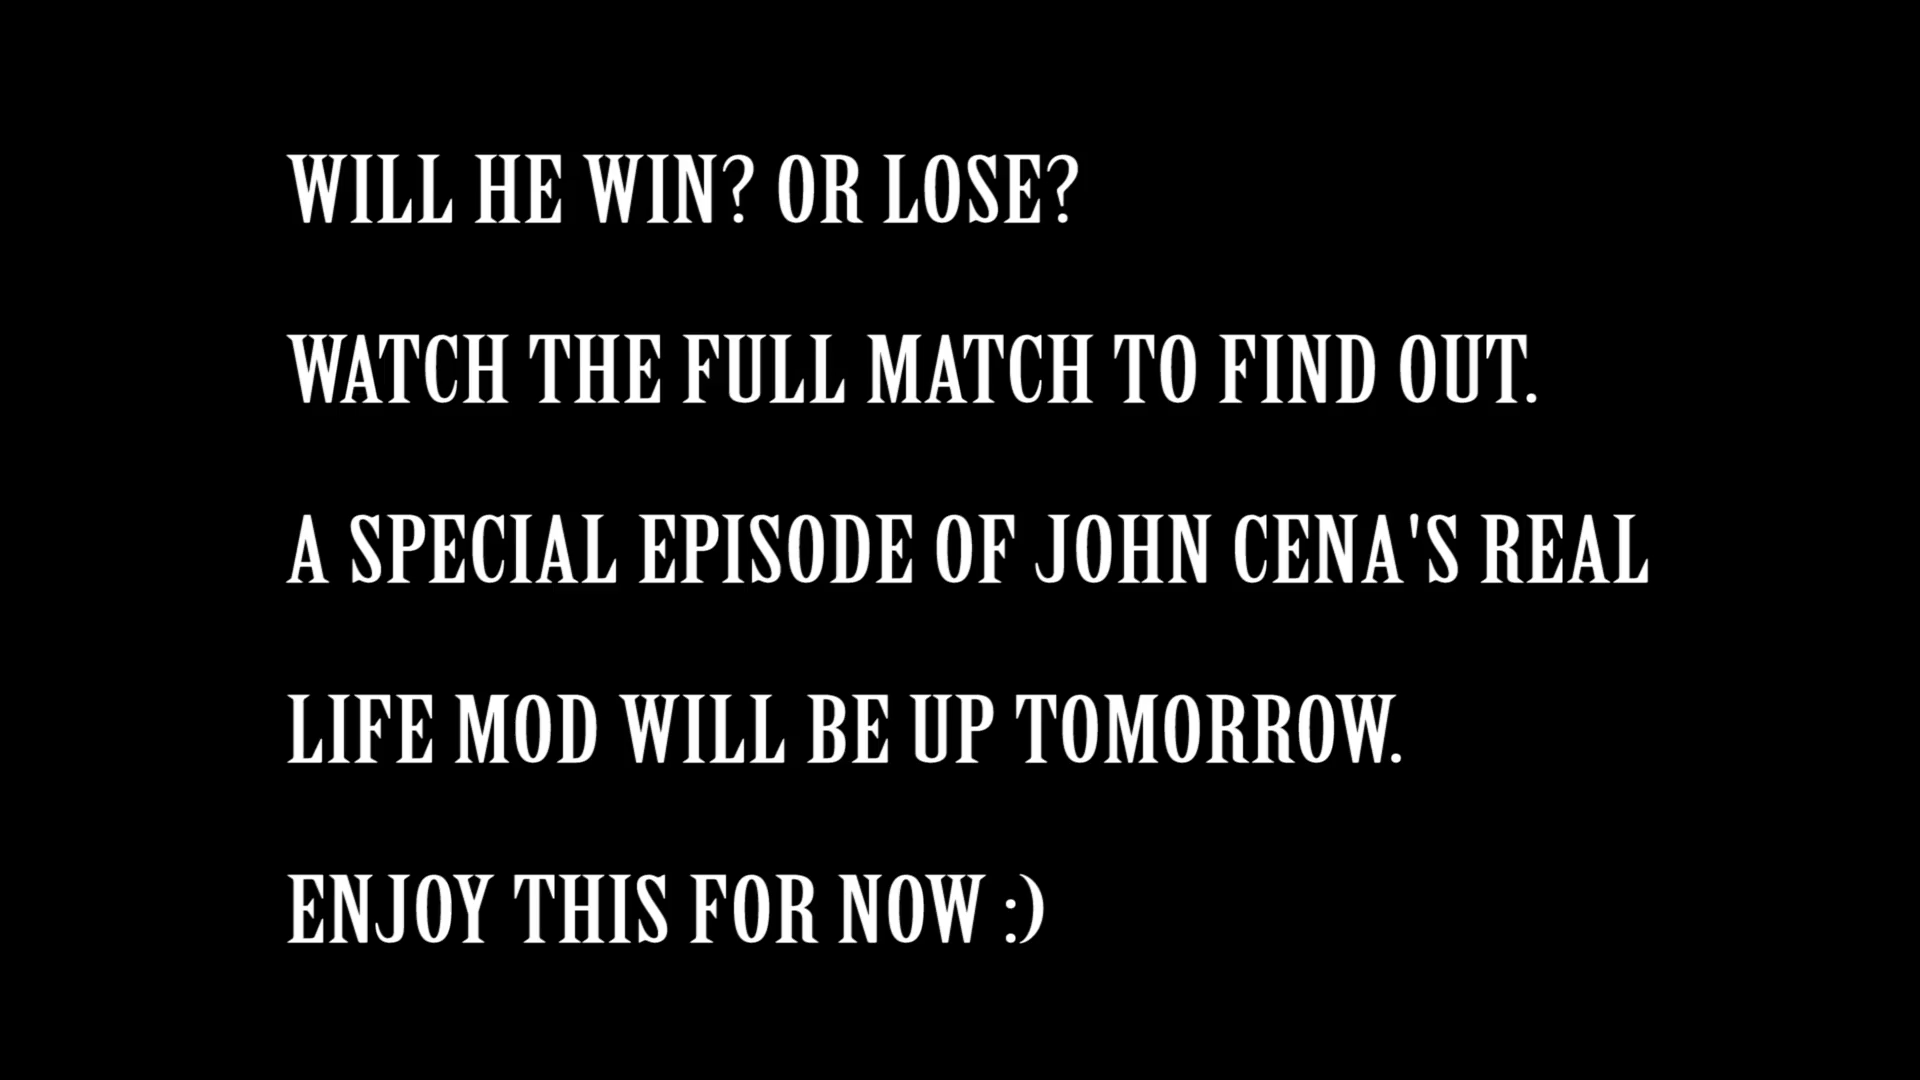 WILL HE WIN? OR LOSE?
WATCH THE FULL MATCH TO FIND OUT.
A SPECIAL EPISODE OF JOHN CENA'S REAL
LIFE MOD WILL BE UP TOMORROW.
ENJOY THIS FOR NOW :)